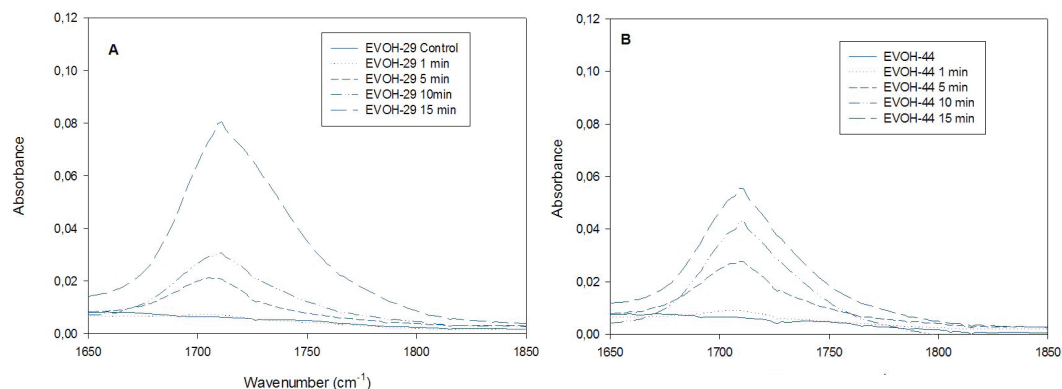 A
EVOH-29 Control
EVOH-29 1 min
EVOH-29 5 min
EVOH-29 10min
EVOH-29 15 min
0,12
0,10
0,08
0,06
0,04
0,02
0,00
Absorbance
1650 1700 1750 1800 1850
Wavenumber (cm⁻¹)
B
EVOH-44
EVOH-44 1 min
EVOH-44 5 min
EVOH-44 10 min
EVOH-44 15 min
0,12
0,10
0,08
0,06
0,04
0,02
0,00
Absorbance
1650 1700 1750 1800 1850